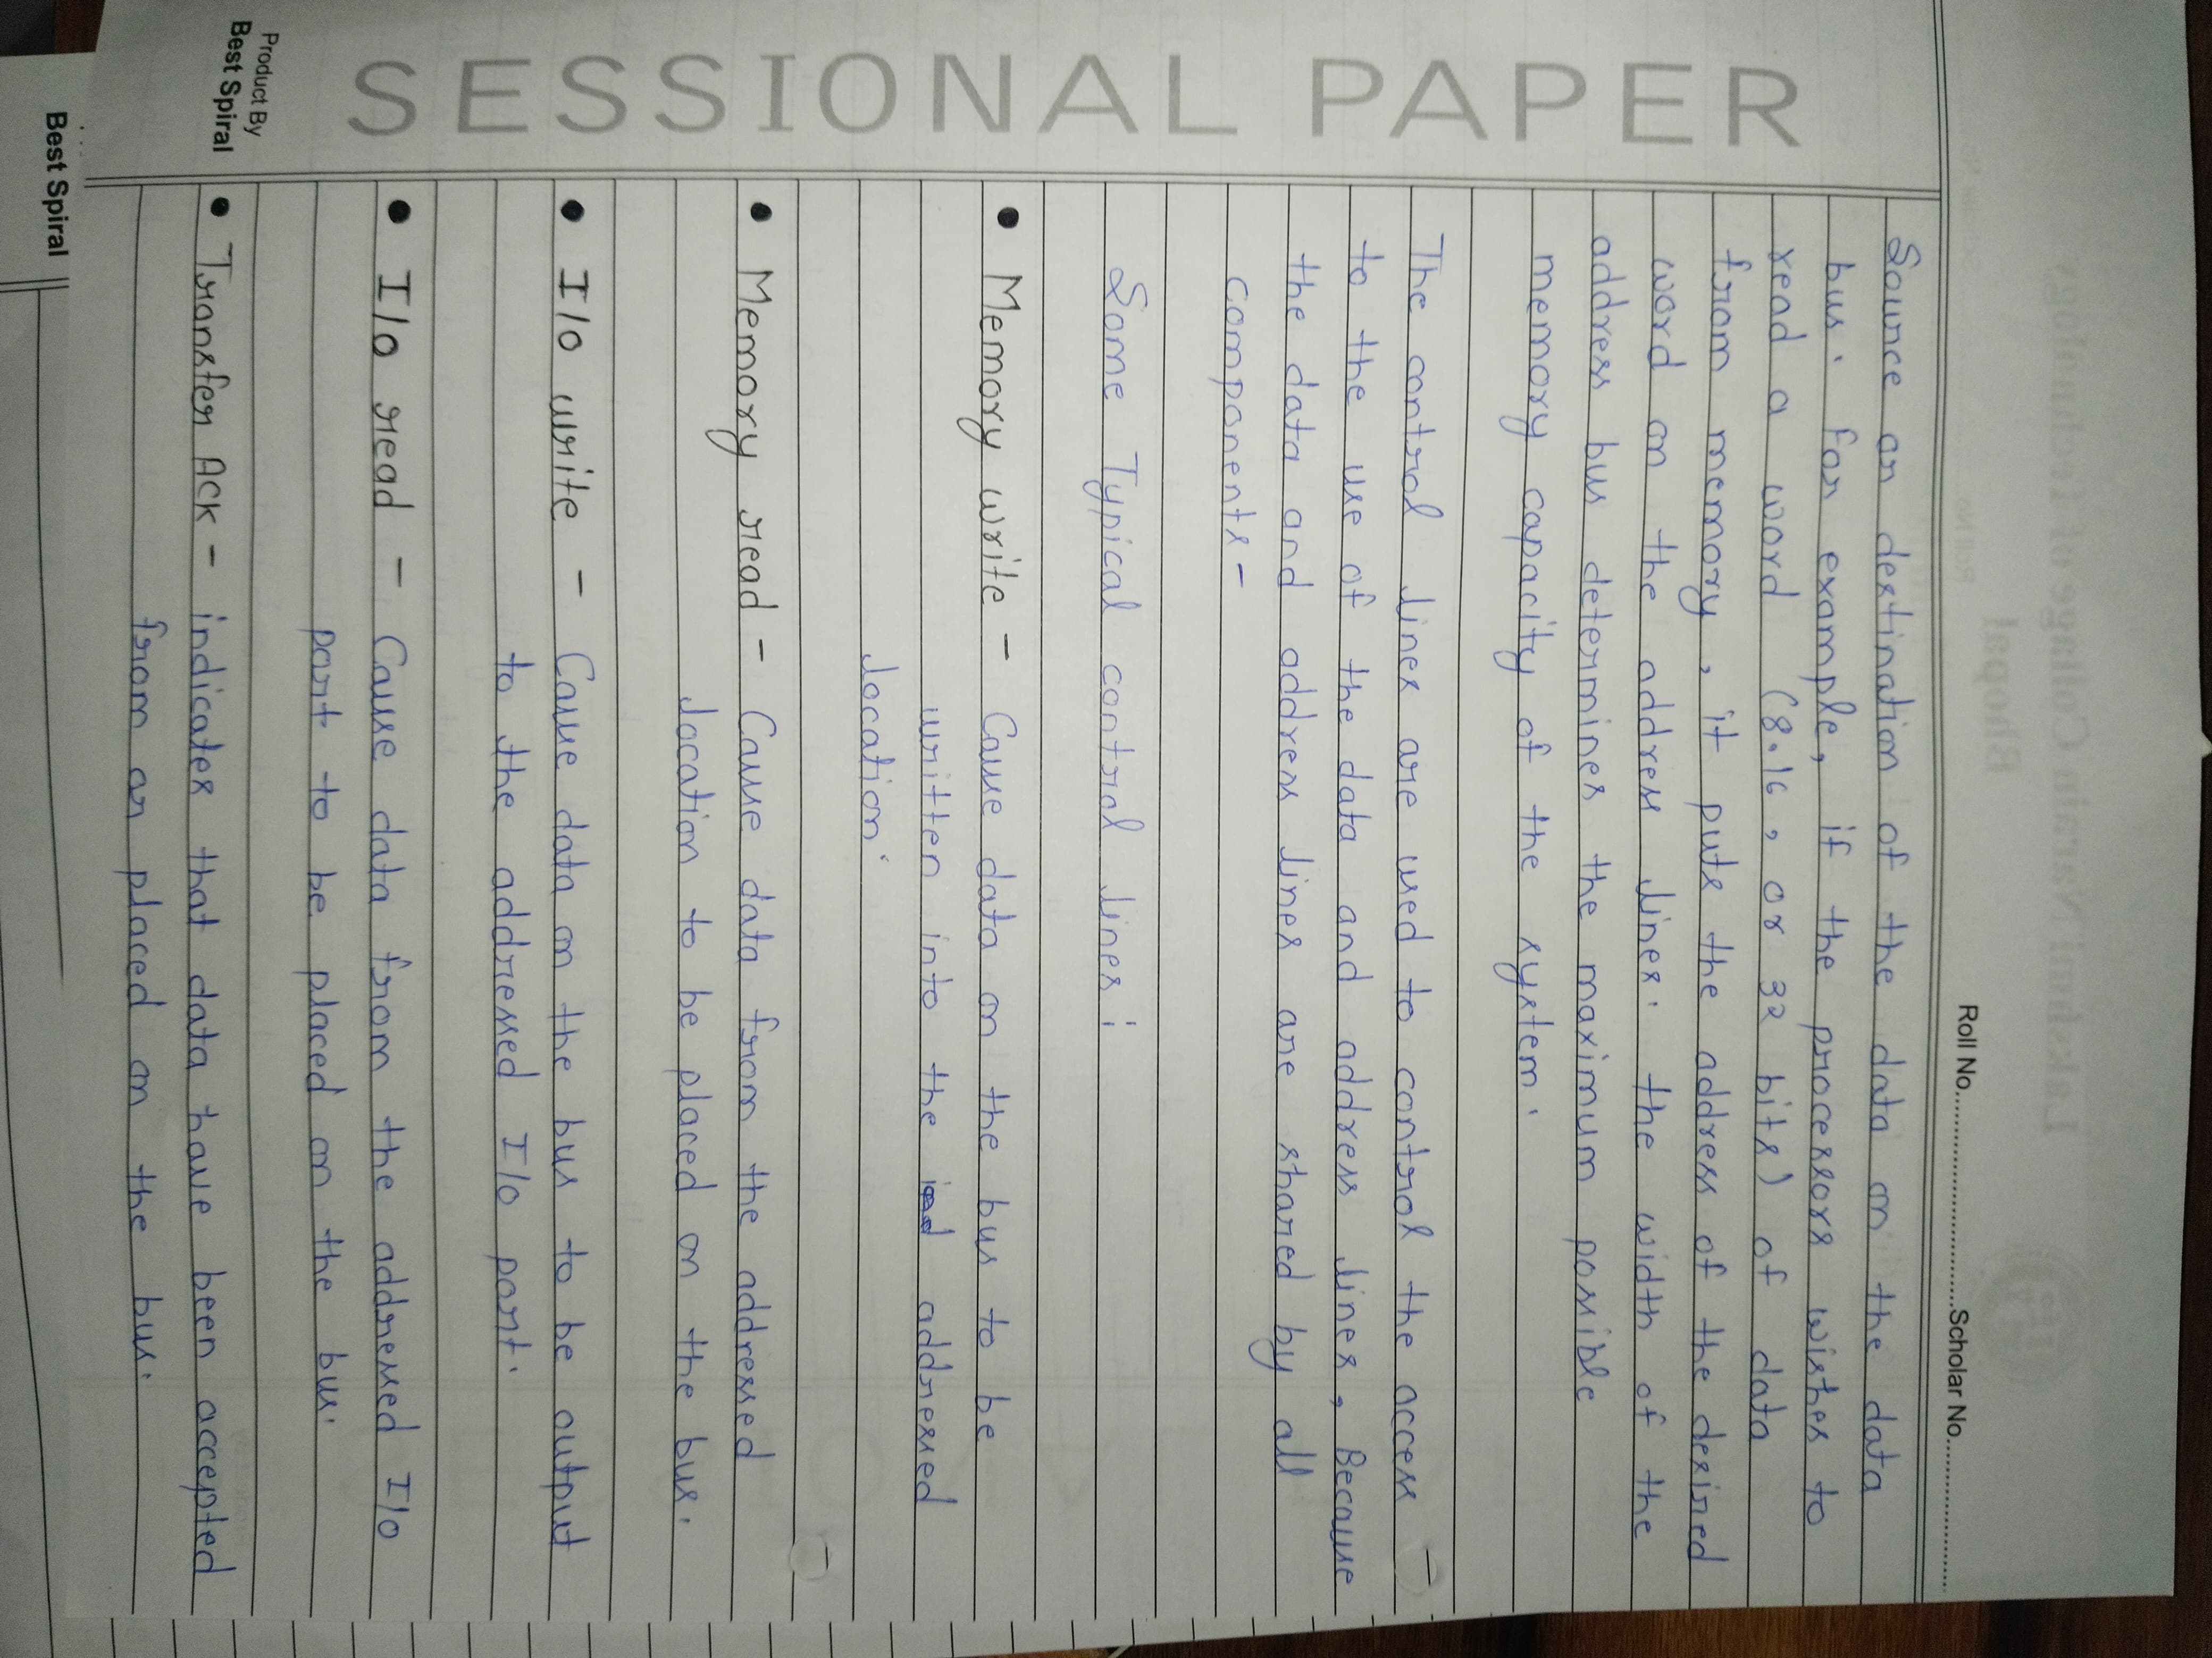 Lakshmi Narain College of Technology
Bhopal
Roll No..............................Scholar No.....................
Source or destination of the data on the data
bus. For example, if the processors wishes to
read a word (8.16, or 32 bits) of data
from memory, it puts the address of the desired
word on the address lines. the width of the
address bus determines the maximum possible
memory capacity of the system.
The control lines are used to control the access
to the use of the data and address lines, Because
the data and address lines are shared by all
components-
Some Typical control lines:
• Memory write - Cause data on the bus to be
written into the addressed
location.
• Memory read - Cause data from the addressed
location to be placed on the bus.
• I/O write - Cause data on the bus to be output
to the addressed I/O port.
• I/O read - Cause data from the addressed I/O
port to be placed on the bus.
• Transfer ACK - indicates that data have been accepted
from or placed on the bus.
SESSIONAL PAPER
Product By
Best Spiral
Best Spiral